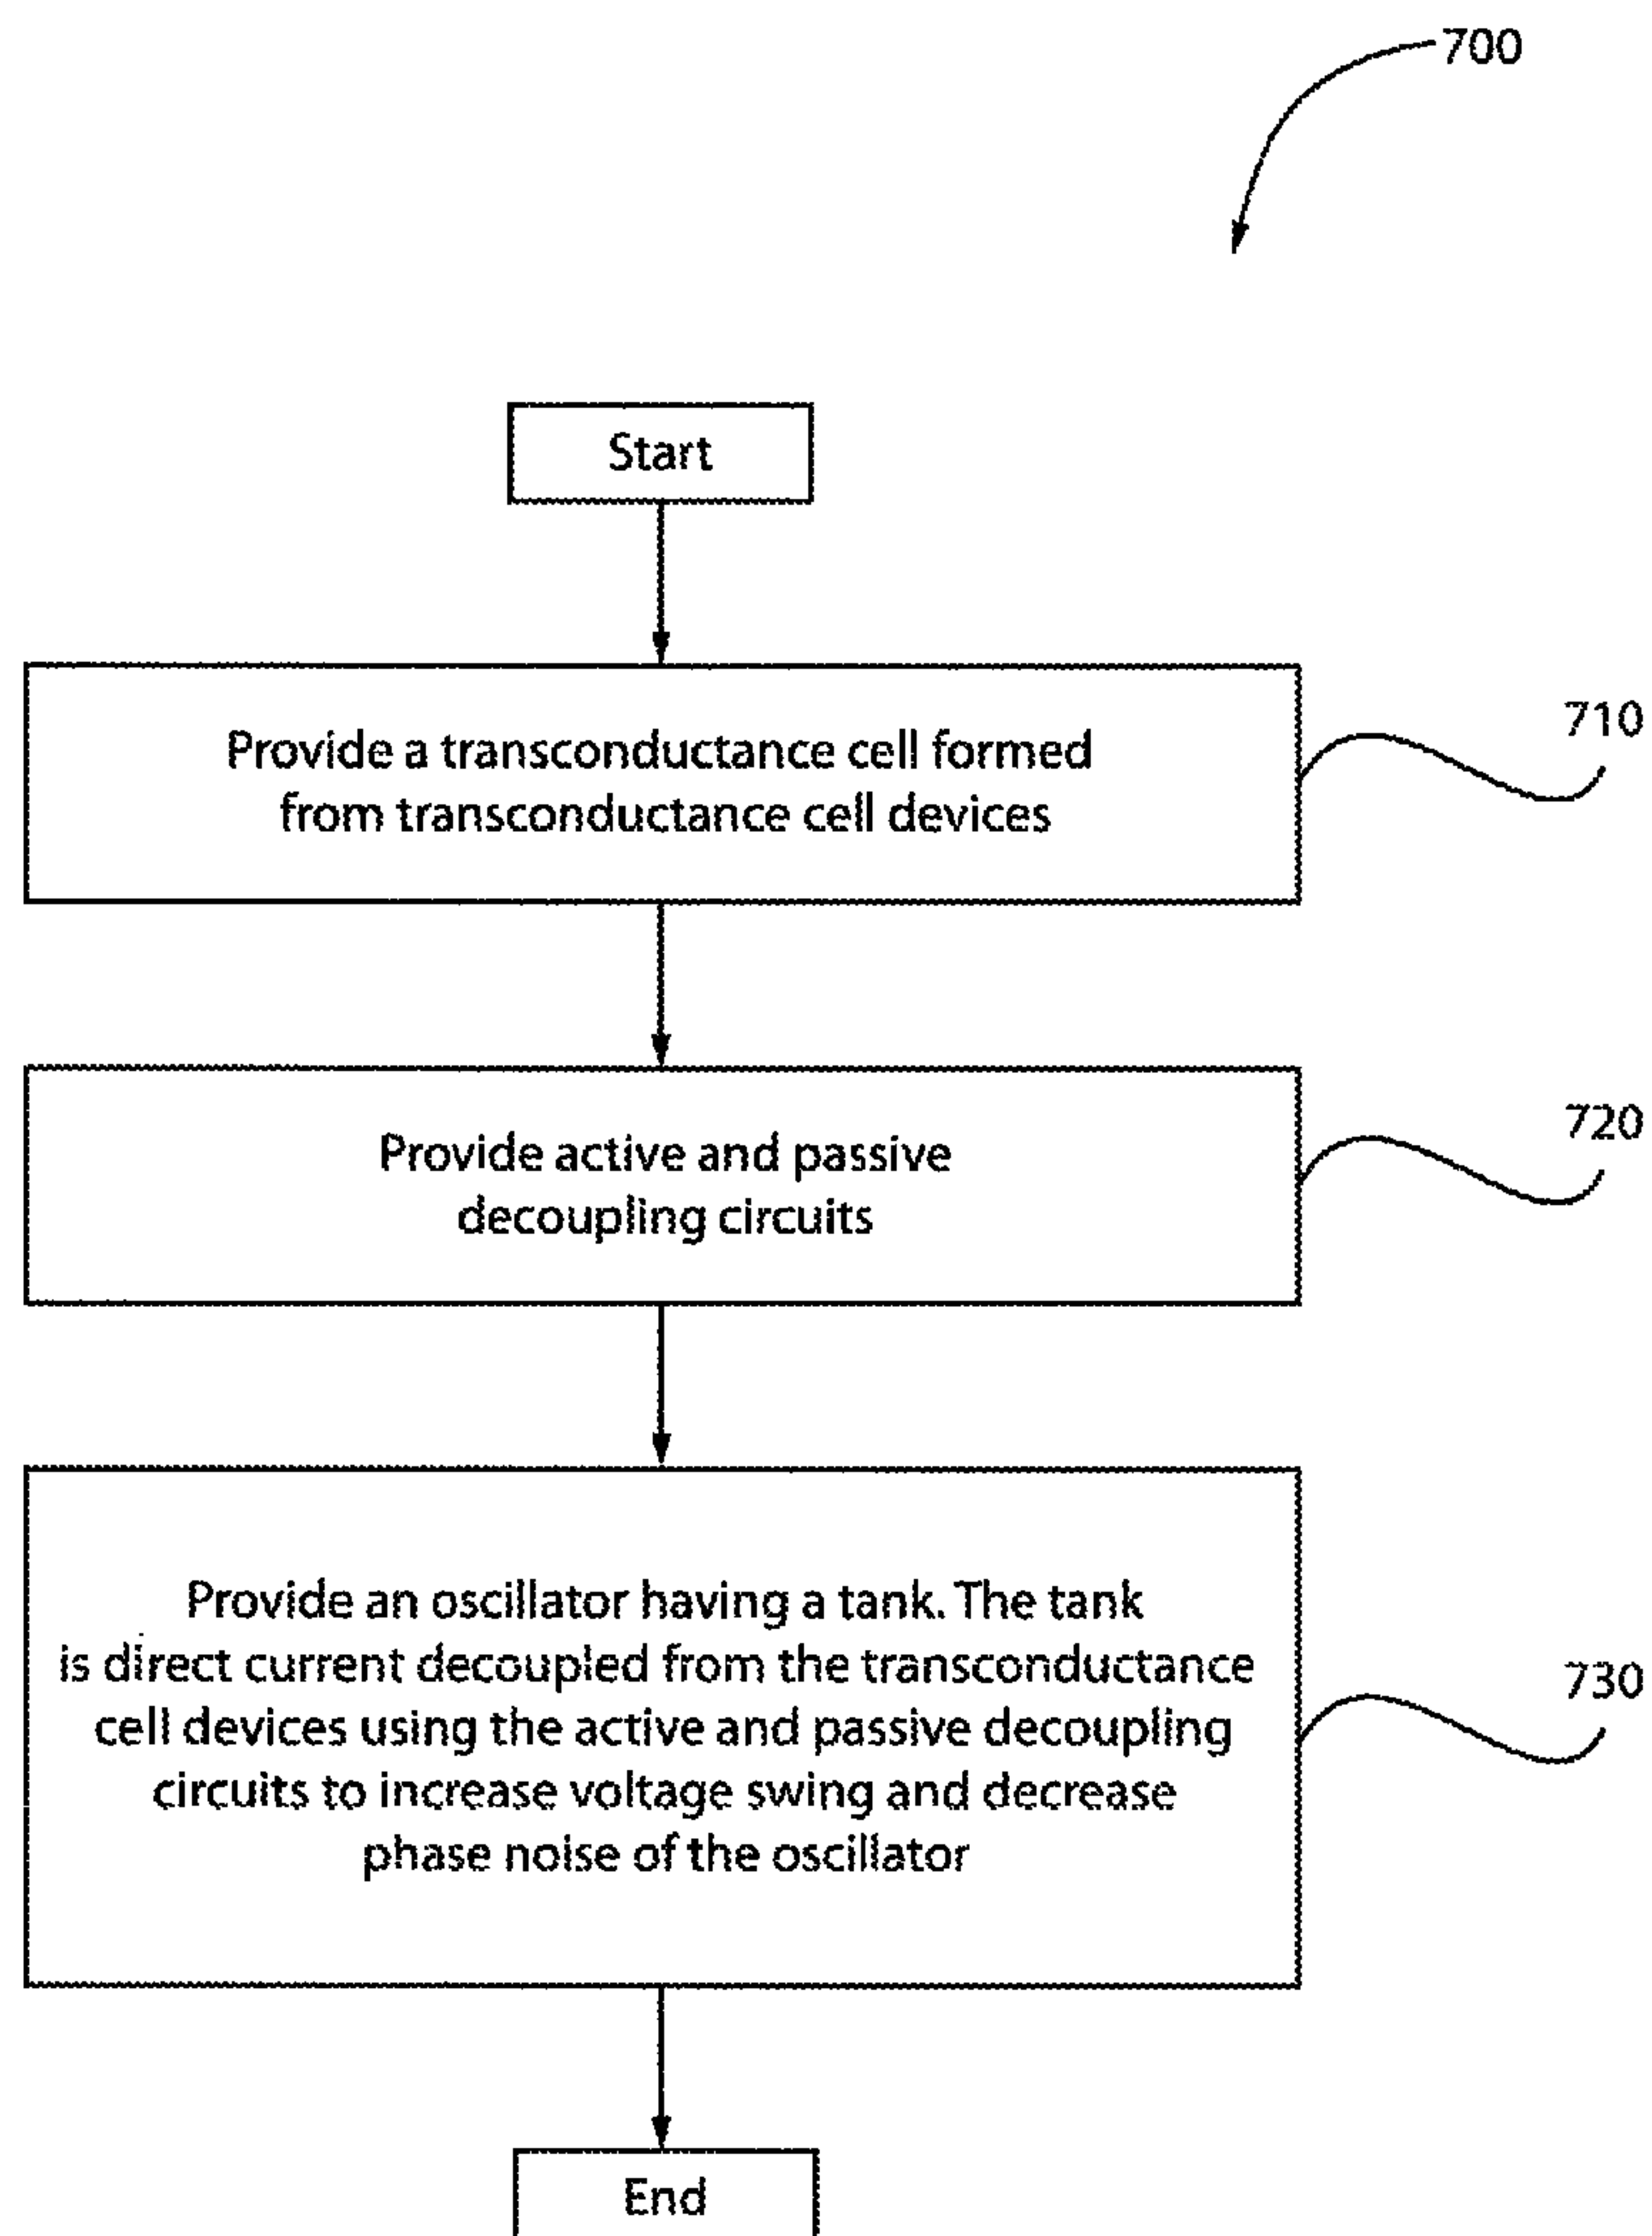 700
Start
Provide a transconductance cell formed
from transconductance cell devices
710
Provide active and passive
decoupling circuits
720
Provide an oscillator having a tank. The tank
is direct current decoupled from the transconductance
cell devices using the active and passive decoupling
circuits to increase voltage swing and decrease
phase noise of the oscillator
730
End